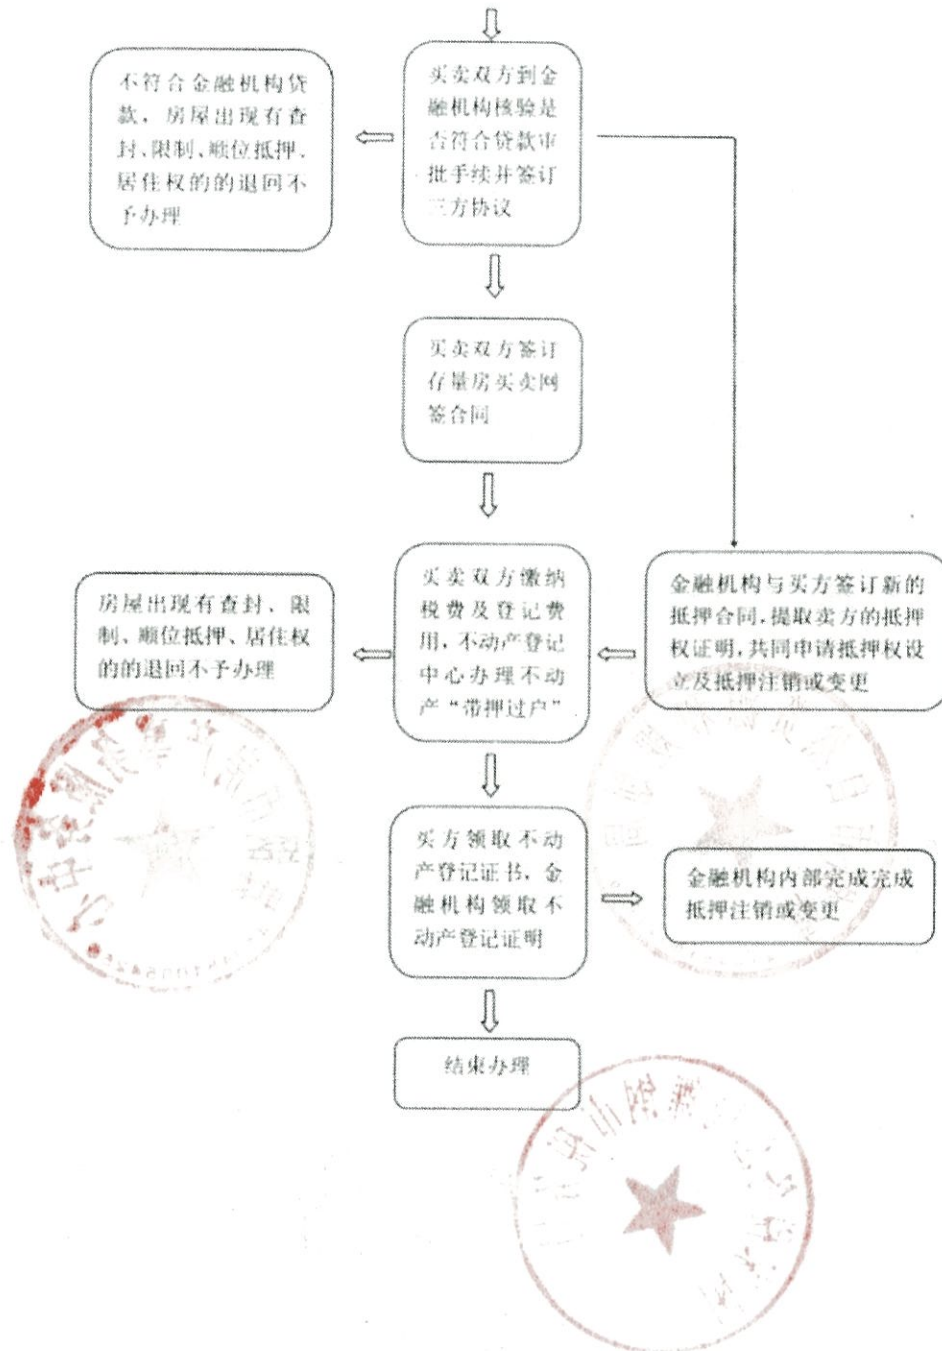 不符合金融机构贷
款，房屋出现有查
封、限制、顺位抵押、
居住权的的退回不
予办理
买卖双方到金
融机构核验是
否符合贷款审
批手续并签订
三方协议
买卖双方签订
存量房买卖网
签合同
房屋出现有查封、限
制、顺位抵押、居住权
的的退回不予办理
买卖双方缴纳
税费及登记费
用，不动产登记
中心办理不动
产“带押过户”
金融机构与买方签订新的
抵押合同，提取卖方的抵押
权证明，共同申请抵押权设
立及抵押注销或变更
买方领取不动
产登记证书，金
融机构领取不
动产登记证明
金融机构内部完成完成
抵押注销或变更
结束办理